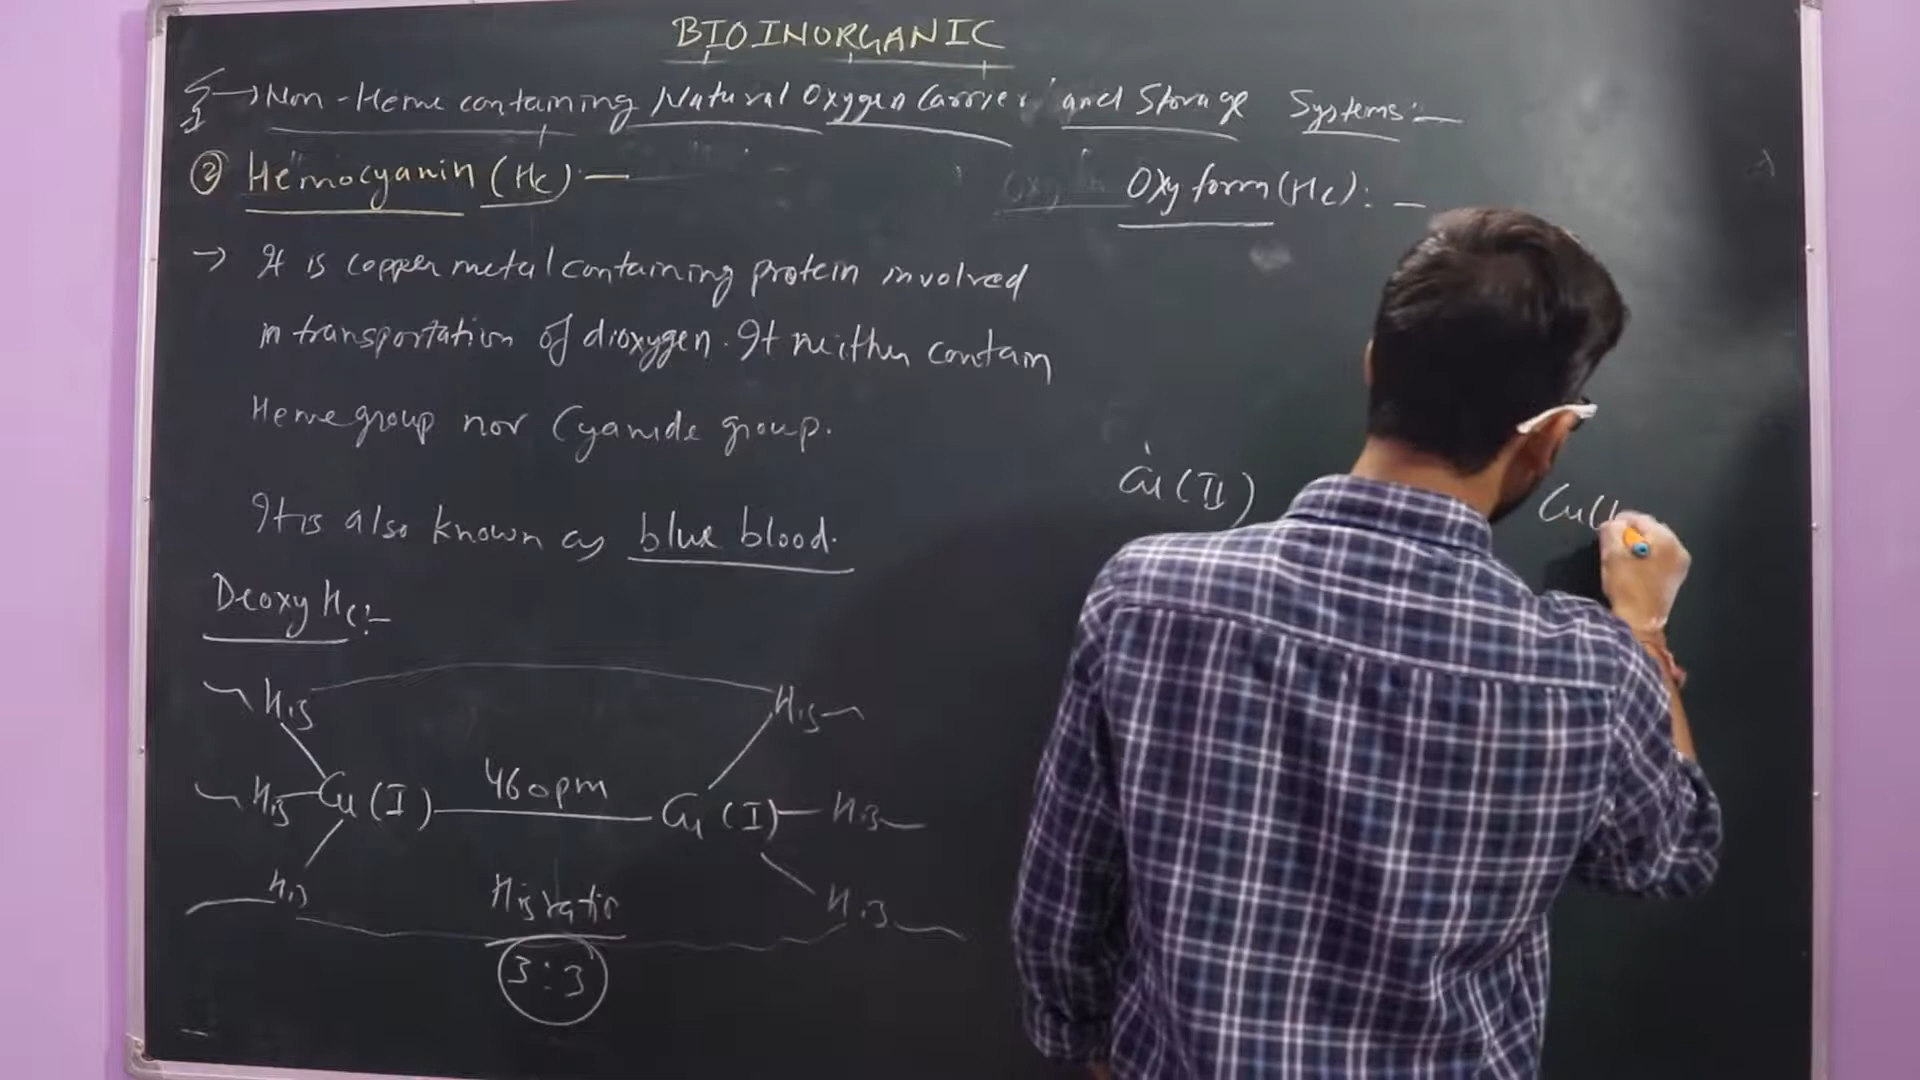 BIOINORGANIC
→ Non-Heme containing Natural Oxygen Carrier and Storage Systems:—
② Hemocyanin (Hc):—
→ It is copper metal containing protein involved
in transportation of dioxygen. It neither contain
Heme group nor Cyanide group.
It is also known as blue blood.
Deoxy Hc:-
His His
His Cu (I) 460pm Cu (I) His
His His
His ratio
3:3
Oxy form (Hc):—
Cu (II) Cu(